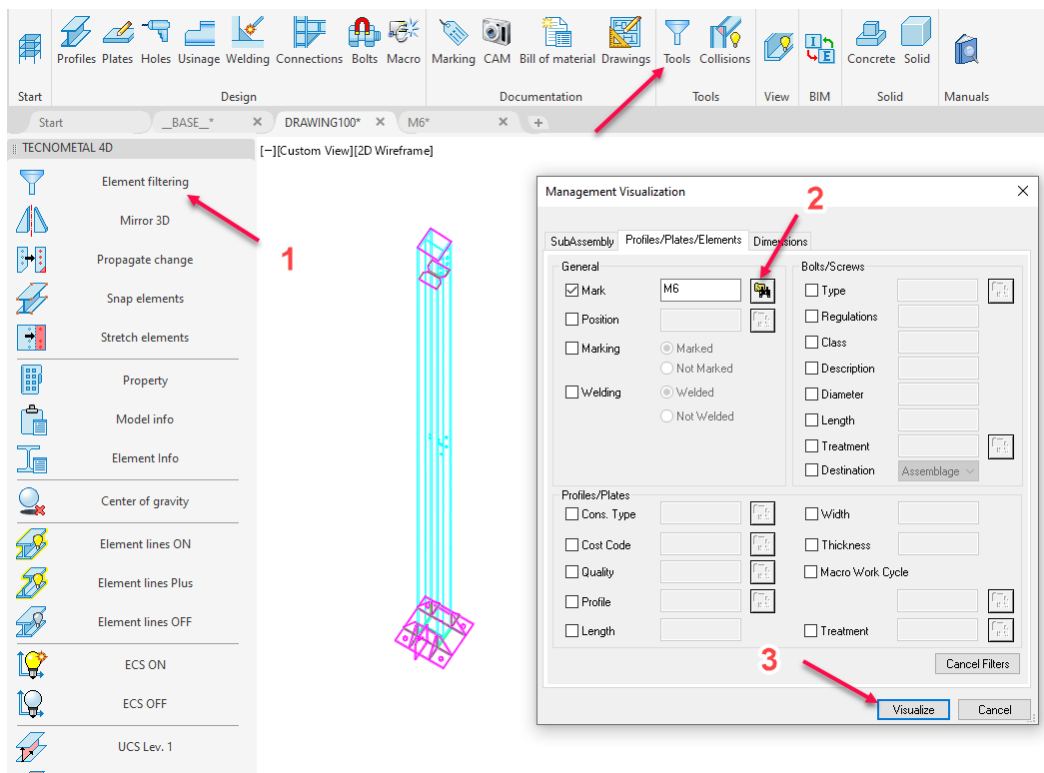 Profiles Plates Holes Usinage Welding Connections Bolts Macro Marking CAM Bill of material Drawings Tools Collisions Concrete Solid
Start Design Documentation Tools View BIM Solid Manuals
Start __BASE__* DRAWING100* M6*
TECNOMETAL 4D
[−][Custom View][2D Wireframe]
Element filtering
Mirror 3D
1
Propagate change
Snap elements
Stretch elements
Property
Model info
Element Info
Center of gravity
Element lines ON
Element lines Plus
Element lines OFF
ECS ON
ECS OFF
UCS Lev. 1
Management Visualization
2
SubAssembly Profiles/Plates/Elements Dimensions
General
Mark M6
Position
Marking Marked
Not Marked
Welding Welded
Not Welded
Bolts/Screws
Type
Regulations
Class
Description
Diameter
Length
Treatment
Destination Assemblage
Profiles/Plates
Cons. Type Width
Cost Code Thickness
Quality Macro Work Cycle
Profile
Length Treatment
3
Cancel Filters
Visualize Cancel